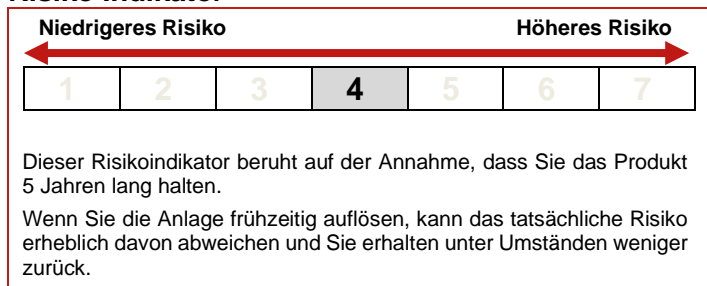 Niedrigeres Risiko Höheres Risiko
1 2 3 4 5 6 7
Dieser Risikoindikator beruht auf der Annahme, dass Sie das Produkt
5 Jahren lang halten.
Wenn Sie die Anlage frühzeitig auflösen, kann das tatsächliche Risiko
erheblich davon abweichen und Sie erhalten unter Umständen weniger
zurück.